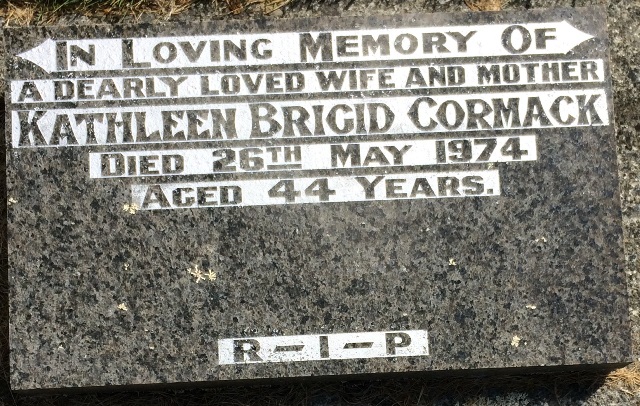 IN LOVING MEMORY OF
A DEARLY LOVED WIFE AND MOTHER
KATHLEEN BRIGID CORMACK
DIED 26TH MAY 1974
AGED 44 YEARS.
R-I-P